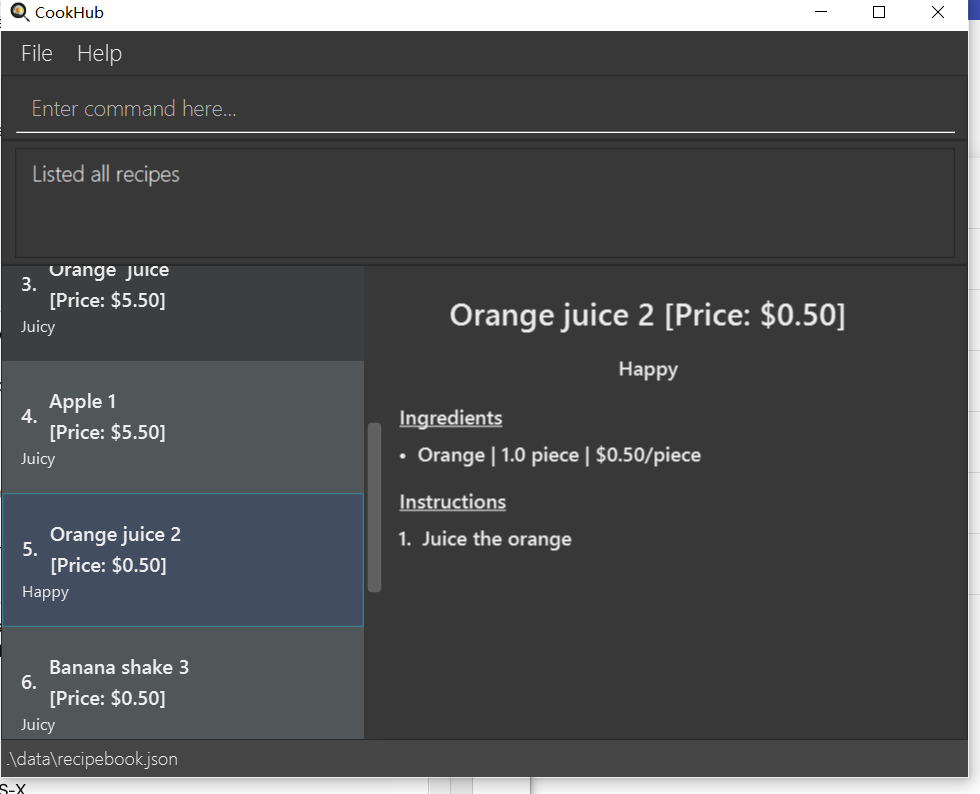 CookHub
File Help
Enter command here...
Listed all recipes
3. Orange juice
[Price: $5.50]
Juicy
4. Apple 1
[Price: $5.50]
Juicy
5. Orange juice 2
[Price: $0.50]
Happy
6. Banana shake 3
[Price: $0.50]
Juicy
Orange juice 2 [Price: $0.50]
Happy
Ingredients
• Orange | 1.0 piece | $0.50/piece
Instructions
1. Juice the orange
.\data\recipebook.json
S-X